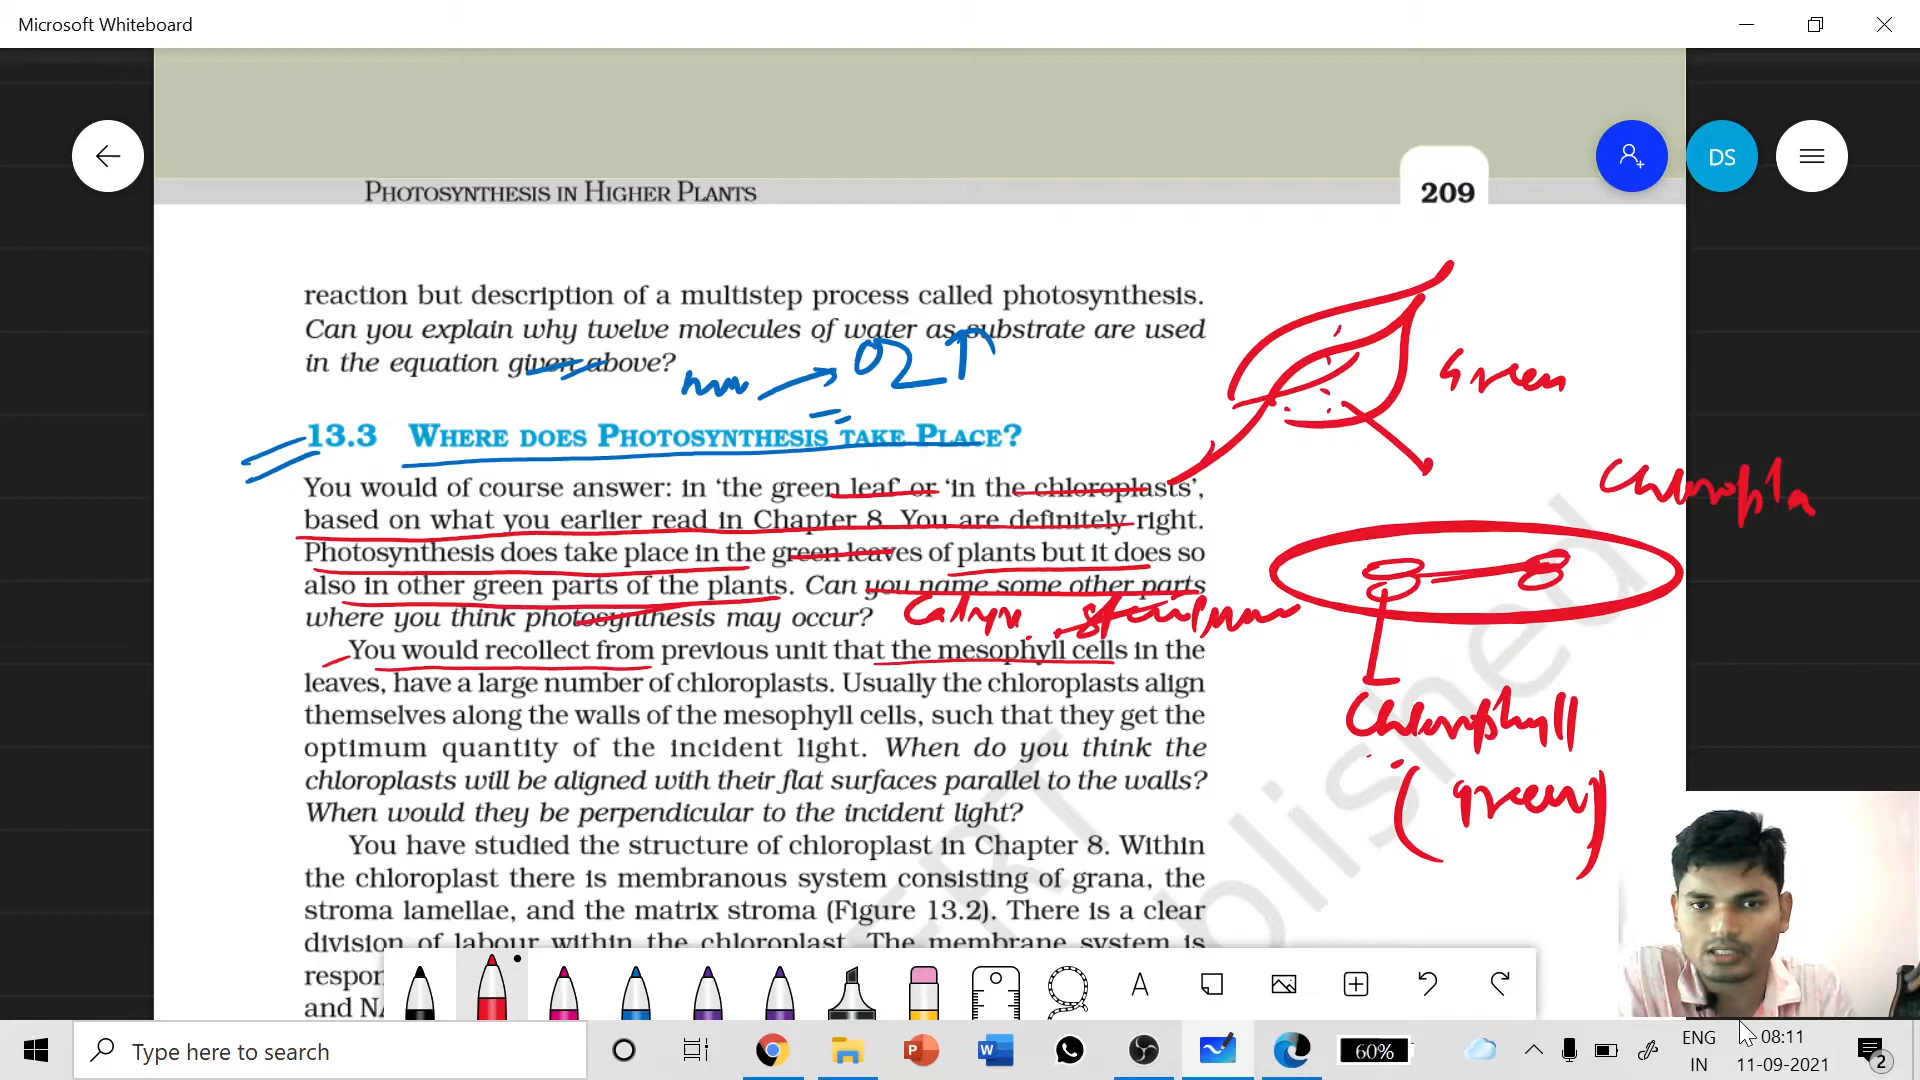 Microsoft Whiteboard
DS
PHOTOSYNTHESIS IN HIGHER PLANTS
209
reaction but description of a multistep process called photosynthesis.
Can you explain why twelve molecules of water as substrate are used
in the equation given above?
O2 ↑
Green
13.3 WHERE DOES PHOTOSYNTHESIS TAKE PLACE?
You would of course answer: in 'the green leaf' or 'in the chloroplasts',
Chloropla
based on what you earlier read in Chapter 8. You are definitely right.
Photosynthesis does take place in the green leaves of plants but it does so
also in other green parts of the plants. Can you name some other parts
where you think photosynthesis may occur?
Calyx
You would recollect from previous unit that the mesophyll cells in the
leaves, have a large number of chloroplasts. Usually the chloroplasts align
themselves along the walls of the mesophyll cells, such that they get the
Chlorophyll
optimum quantity of the incident light. When do you think the
chloroplasts will be aligned with their flat surfaces parallel to the walls?
(green)
When would they be perpendicular to the incident light?
You have studied the structure of chloroplast in Chapter 8. Within
the chloroplast there is membranous system consisting of grana, the
stroma lamellae, and the matrix stroma (Figure 13.2). There is a clear
division of labour within the chloroplast. The membrane system is
respon
and NA
Type here to search
60%
ENG
IN
08:11
11-09-2021
2